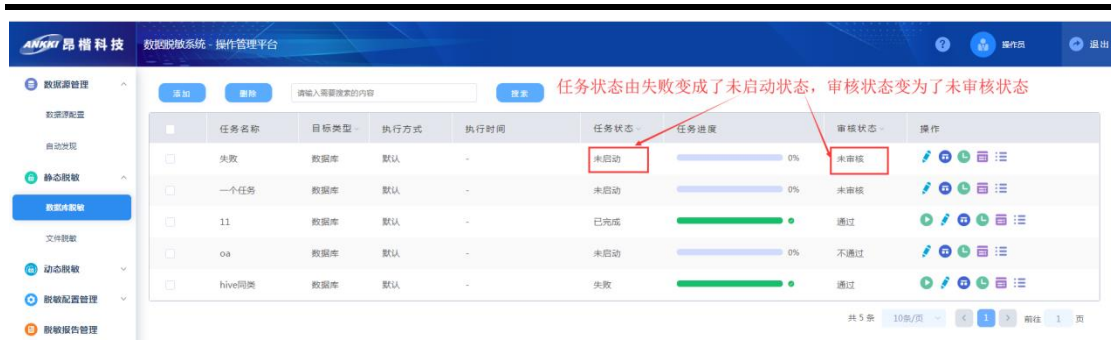 ANKKI 昂楷科技 数据脱敏系统 - 操作管理平台 ? 操作员 退出
数据源管理
数据源配置
自动发现
静态脱敏
数据库脱敏
文件脱敏
动态脱敏
脱敏配置管理
脱敏报告管理
添加 删除 请输入需要搜索的内容 搜索 任务状态由失败变成了未启动状态，审核状态变为了未审核状态
任务名称 目标类型 执行方式 执行时间 任务状态 任务进度 审核状态 操作
失败 数据库 默认 - 未启动 0% 未审核
一个任务 数据库 默认 - 未启动 0% 未审核
11 数据库 默认 - 已完成 通过
oa 数据库 默认 - 未启动 0% 不通过
hive同类 数据库 默认 - 失败 通过
共 5 条 10条/页 < 1 > 前往 1 页